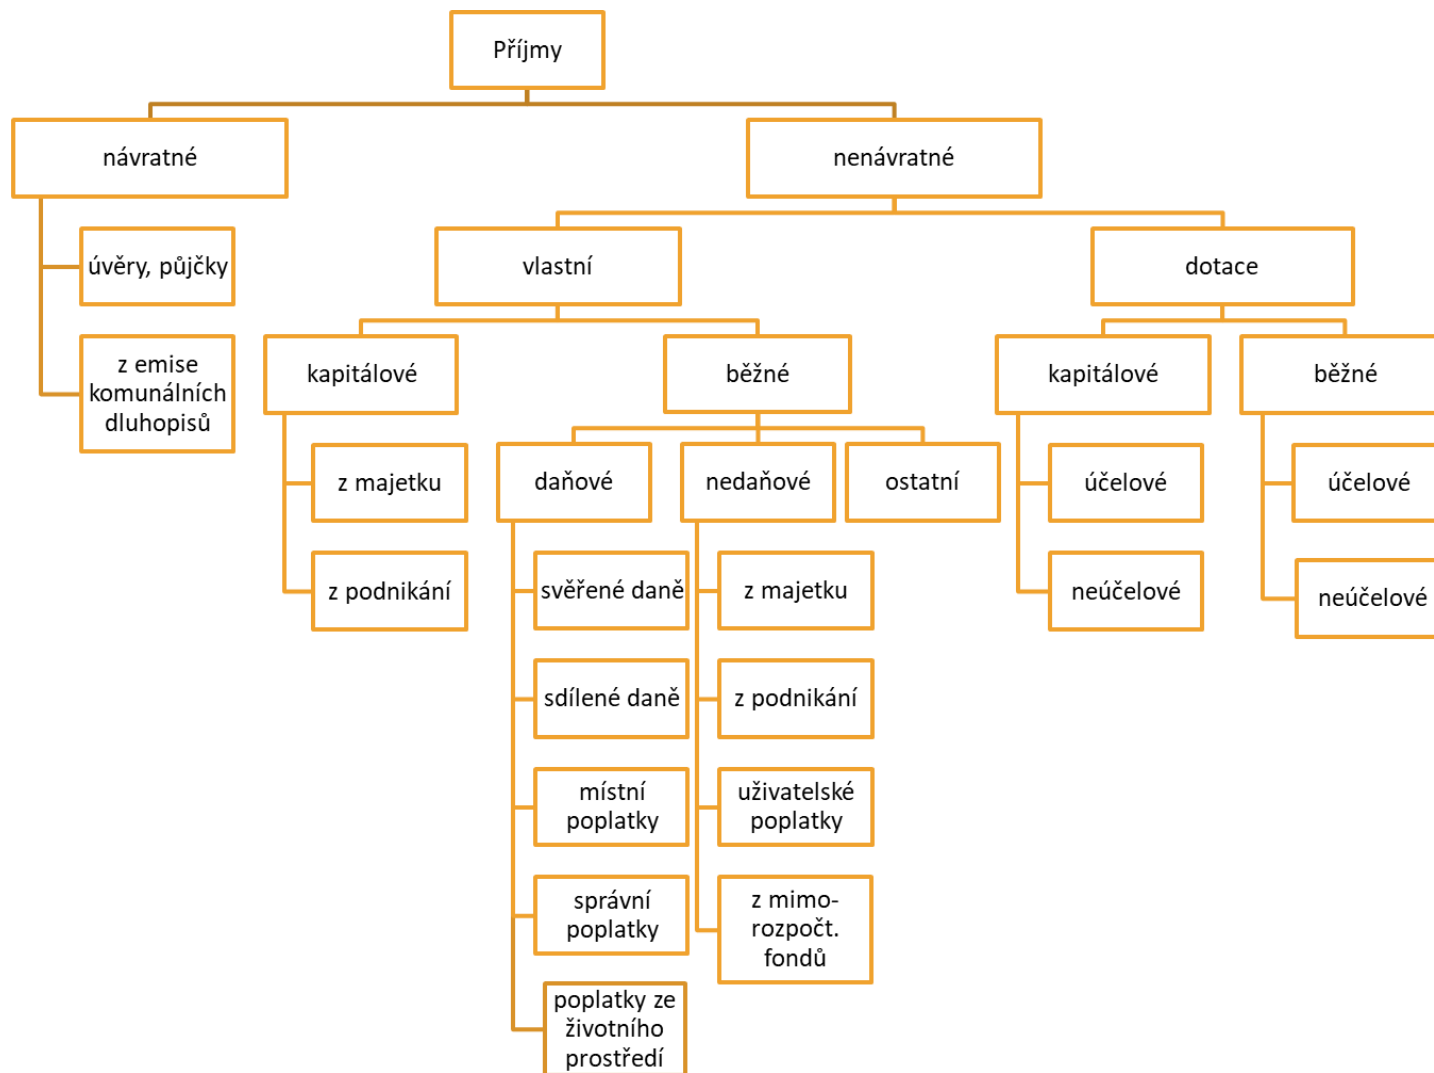 Příjmy
návratné
nenávratné
úvěry, půjčky
z emise
komunálních
dluhopisů
vlastní
dotace
kapitálové
běžné
kapitálové
běžné
z majetku
z podnikání
daňové
nedaňové
ostatní
svěřené daně
sdílené daně
místní
poplatky
správní
poplatky
poplatky ze
životního
prostředí
z majetku
z podnikání
uživatelské
poplatky
z mimo-
rozpočt.
fondů
účelové
neúčelové
účelové
neúčelové